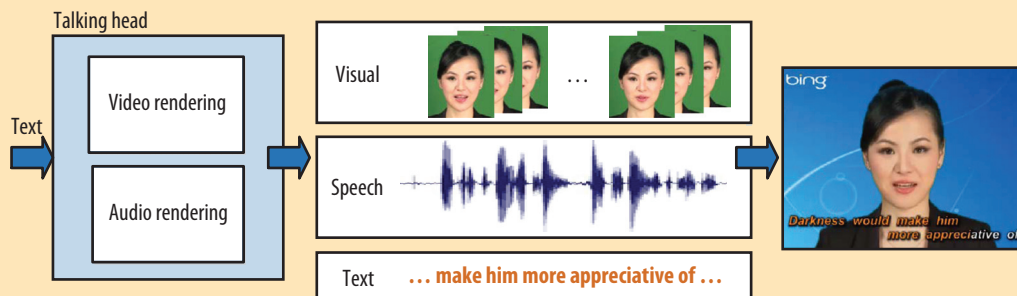 Talking head
Text
Video rendering
Audio rendering
Visual
...
Speech
Text
... make him more appreciative of ...
bing
Darkness would make him
more appreciative of